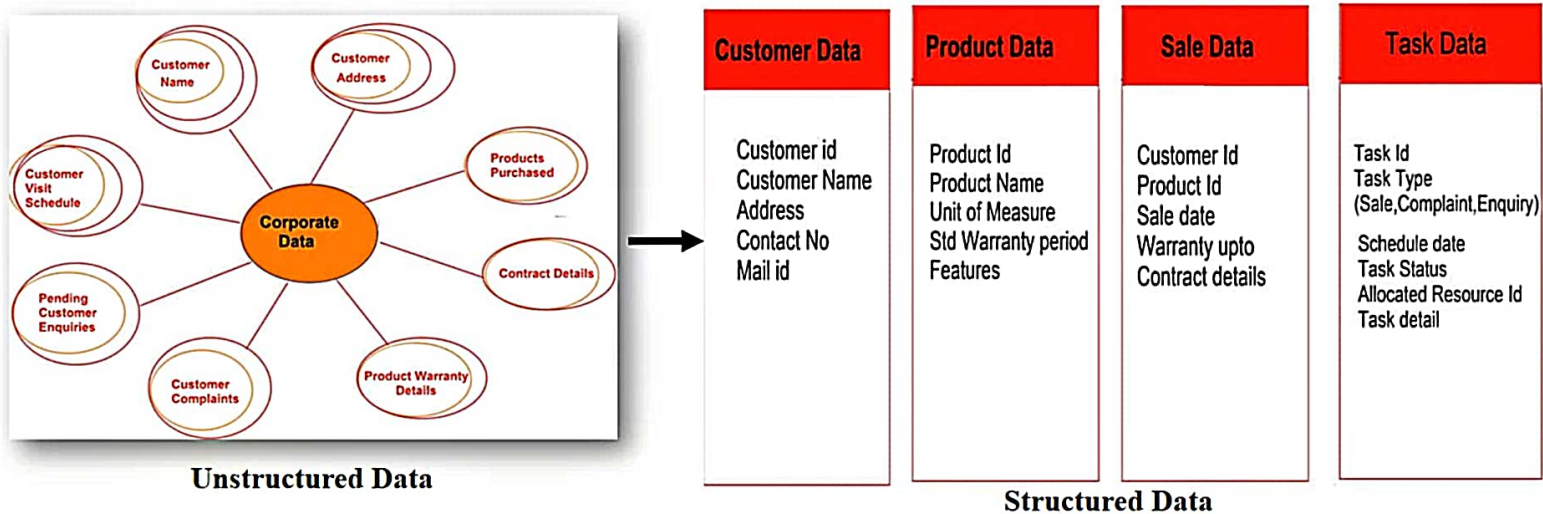 Customer
Name
Customer
Address
Products
Purchased
Customer
Visit
Schedule
Corporate
Data
Contract Details
Pending
Customer
Enquiries
Customer
Complaints
Product Warranty
Details
Unstructured Data
Customer Data
Customer id
Customer Name
Address
Contact No
Mail id
Product Data
Product Id
Product Name
Unit of Measure
Std Warranty period
Features
Sale Data
Customer Id
Product Id
Sale date
Warranty upto
Contract details
Task Data
Task Id
Task Type
(Sale,Complaint,Enquiry)
Schedule date
Task Status
Allocated Resource Id
Task detail
Structured Data